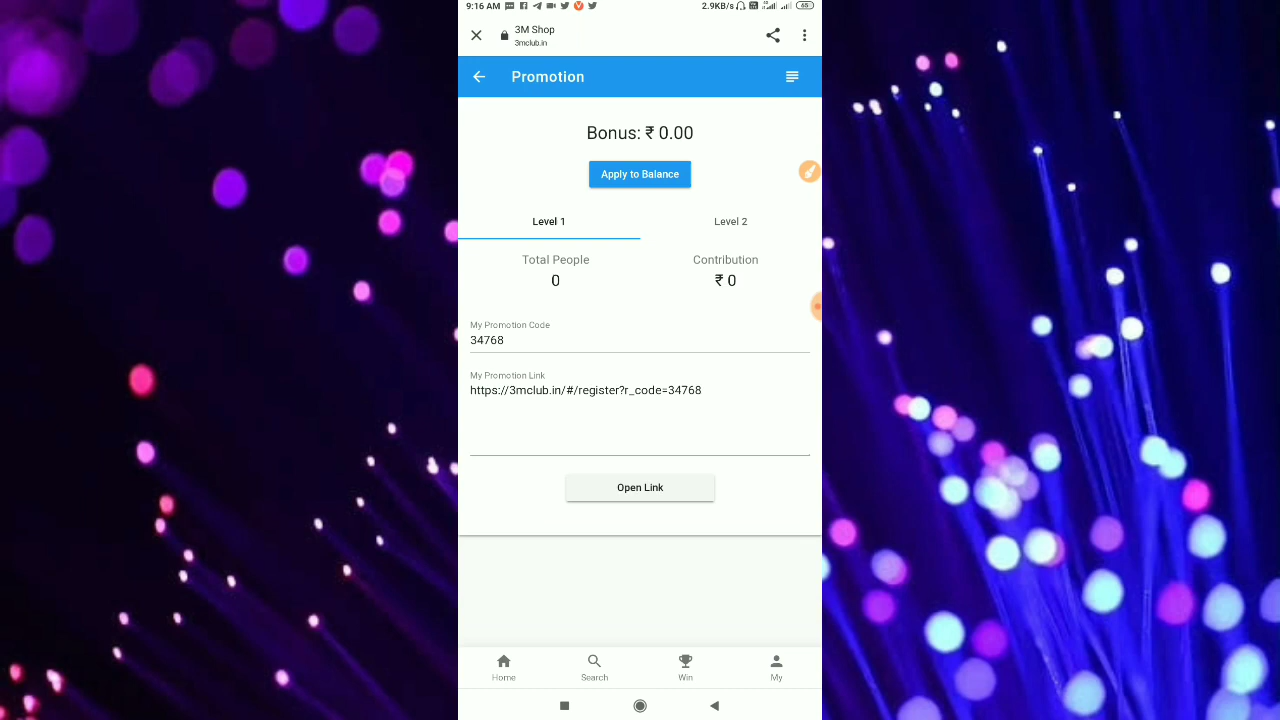 9:16 AM
2.9KB/s
65
3M Shop
3mclub.in
Promotion
Bonus: ₹ 0.00
Apply to Balance
Level 1
Level 2
Total People
Contribution
0
₹ 0
My Promotion Code
34768
My Promotion Link
https://3mclub.in/#/register?r_code=34768
Open Link
Home
Search
Win
My